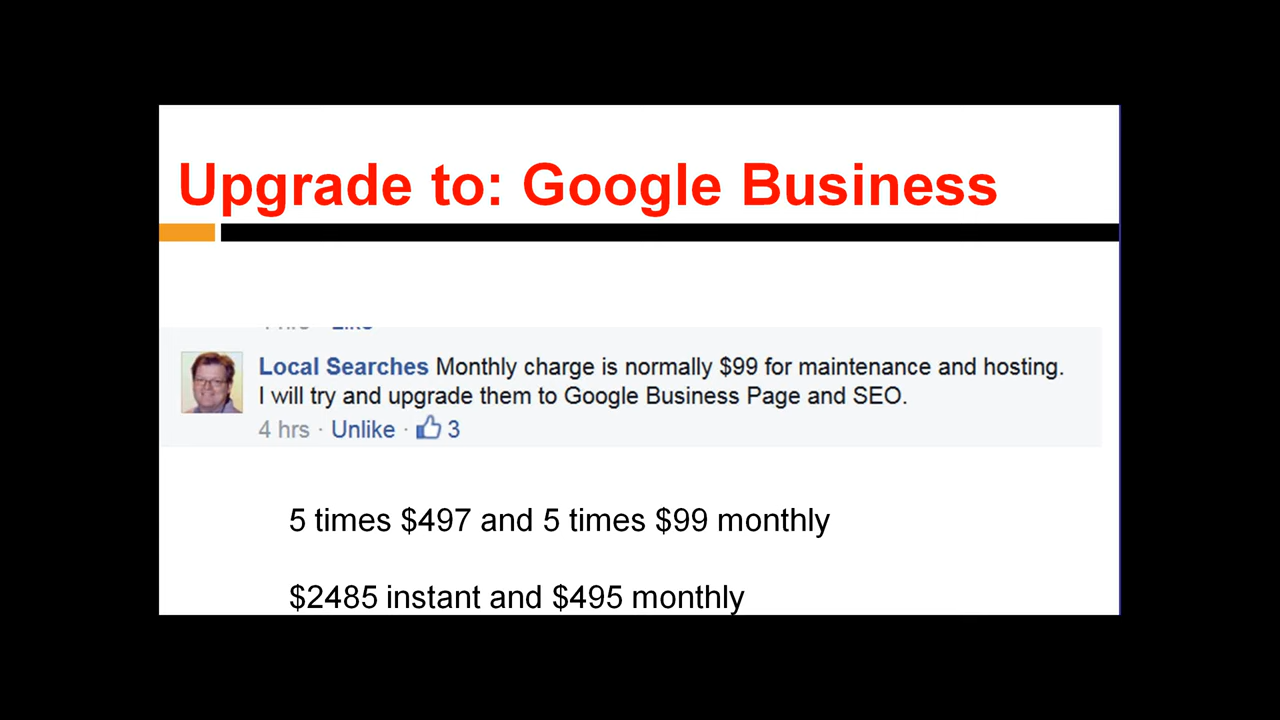 Upgrade to: Google Business
Local Searches Monthly charge is normally $99 for maintenance and hosting.
I will try and upgrade them to Google Business Page and SEO.
4 hrs · Unlike · 3
5 times $497 and 5 times $99 monthly
$2485 instant and $495 monthly